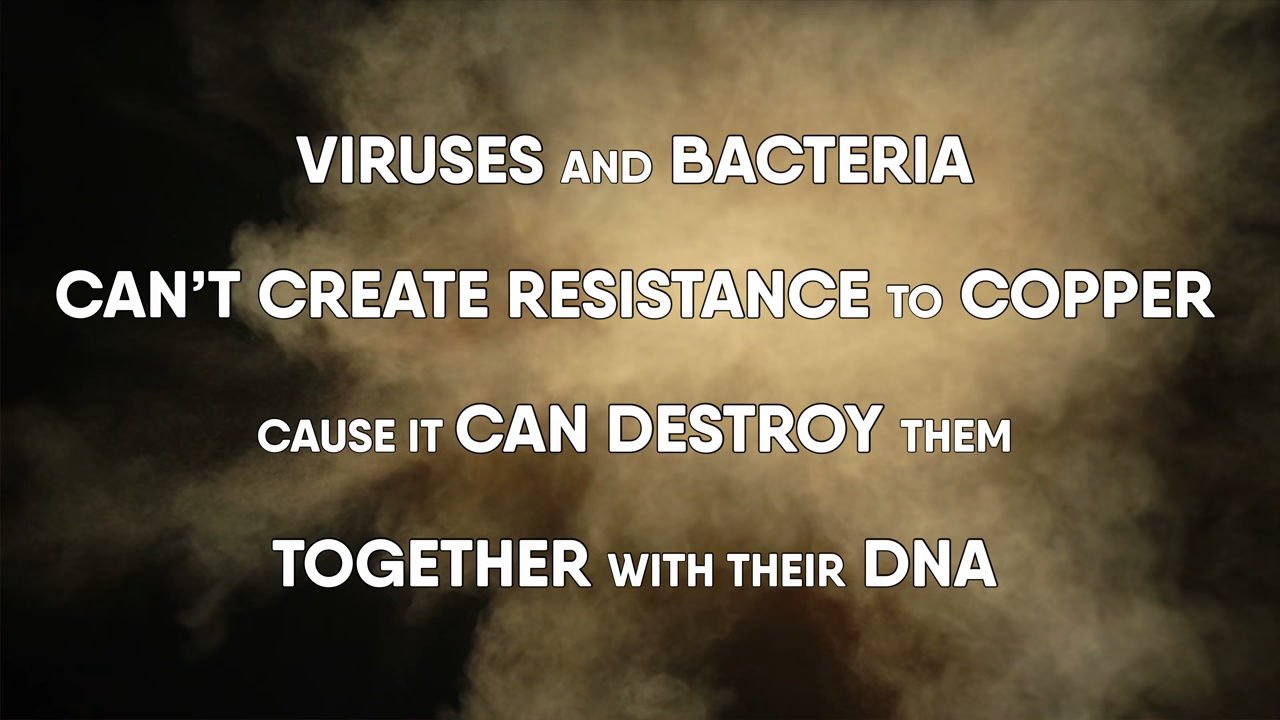 VIRUSES AND BACTERIA
CAN'T CREATE RESISTANCE TO COPPER
CAUSE IT CAN DESTROY THEM
TOGETHER WITH THEIR DNA